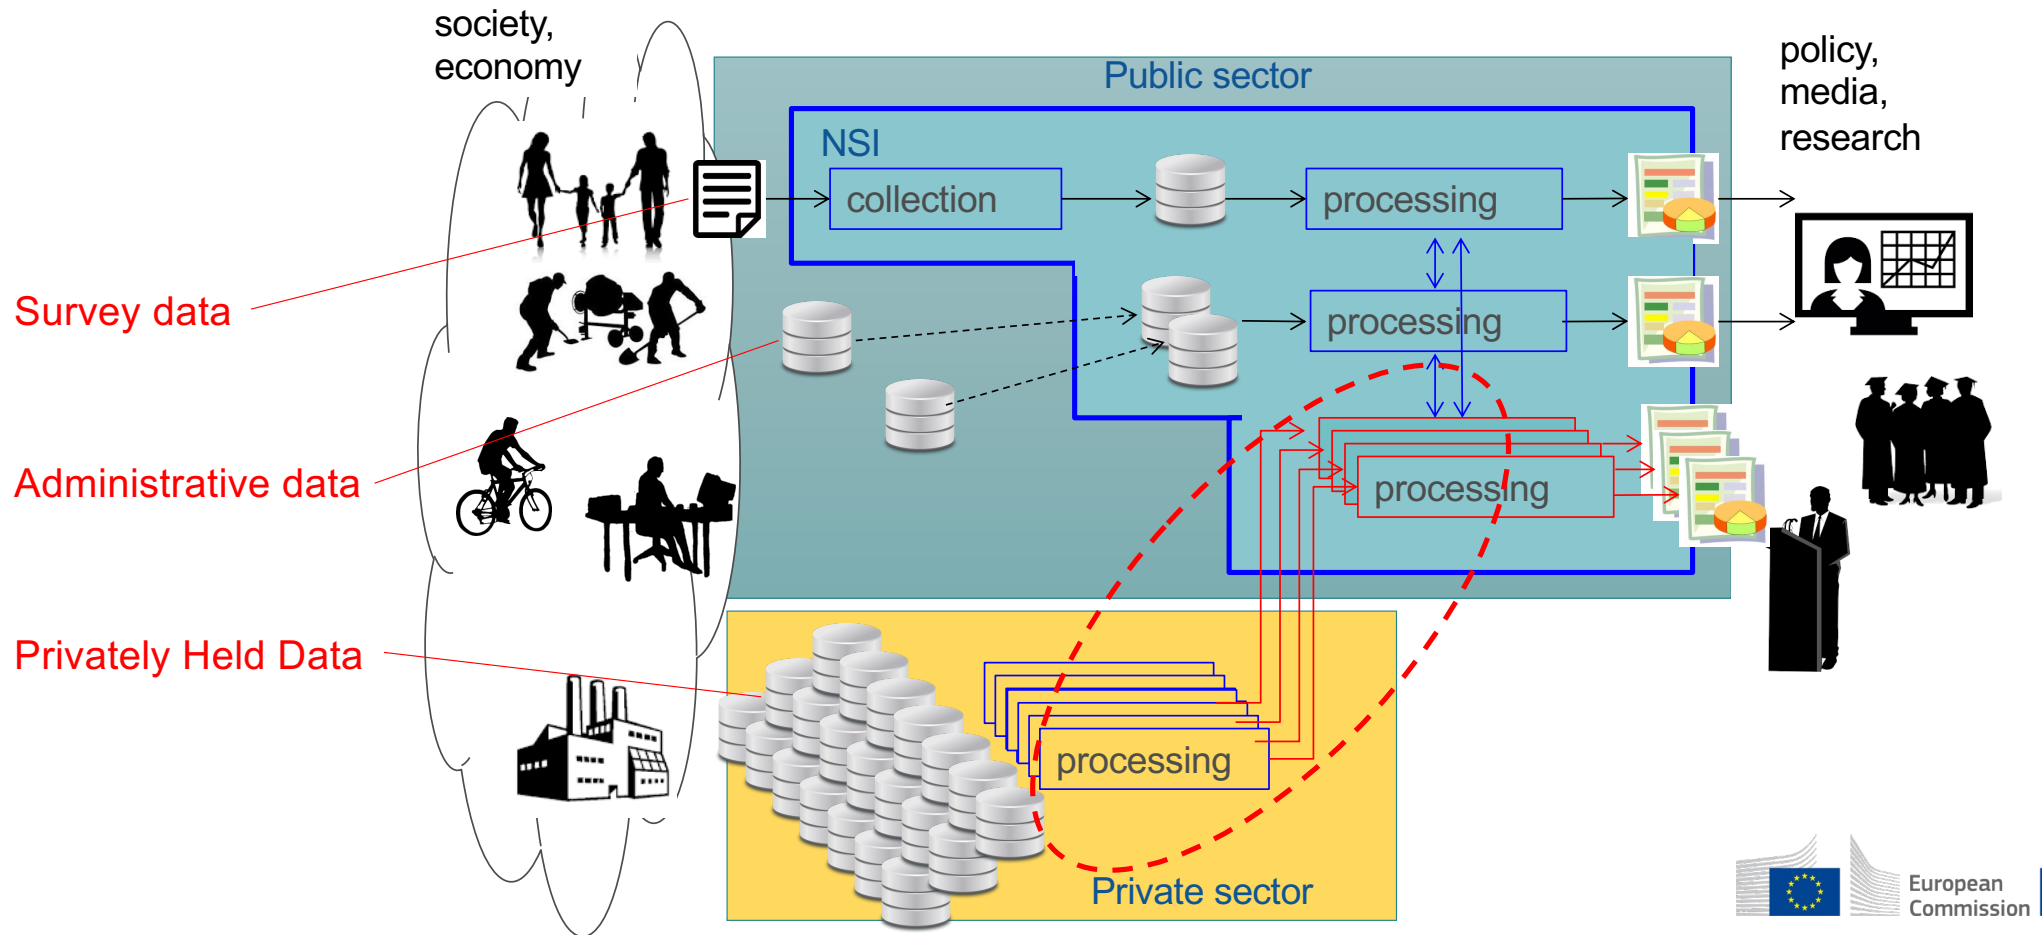 society,
economy
Public sector
policy,
media,
research
NSI
collection
processing
Survey data
processing
Administrative data
processing
Privately Held Data
processing
Private sector
European
Commission